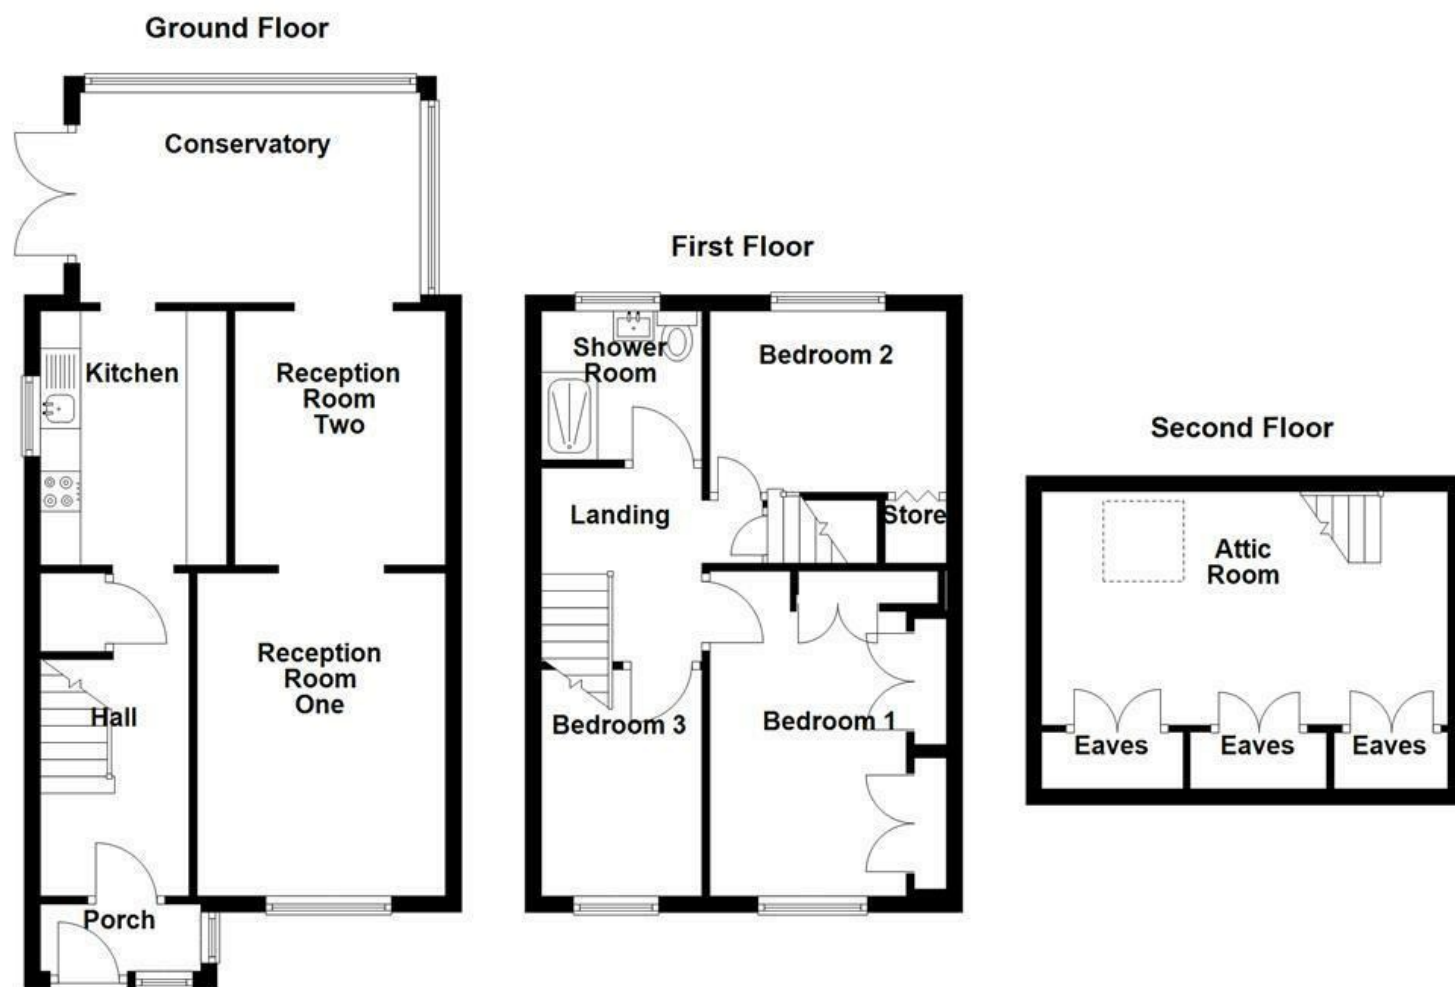 Ground Floor
Conservatory
Kitchen
Reception
Room
Two
Reception
Room
One
Hall
Porch
First Floor
Shower
Room
Bedroom 2
Landing
Store
Bedroom 3
Bedroom 1
Second Floor
Attic
Room
Eaves
Eaves
Eaves